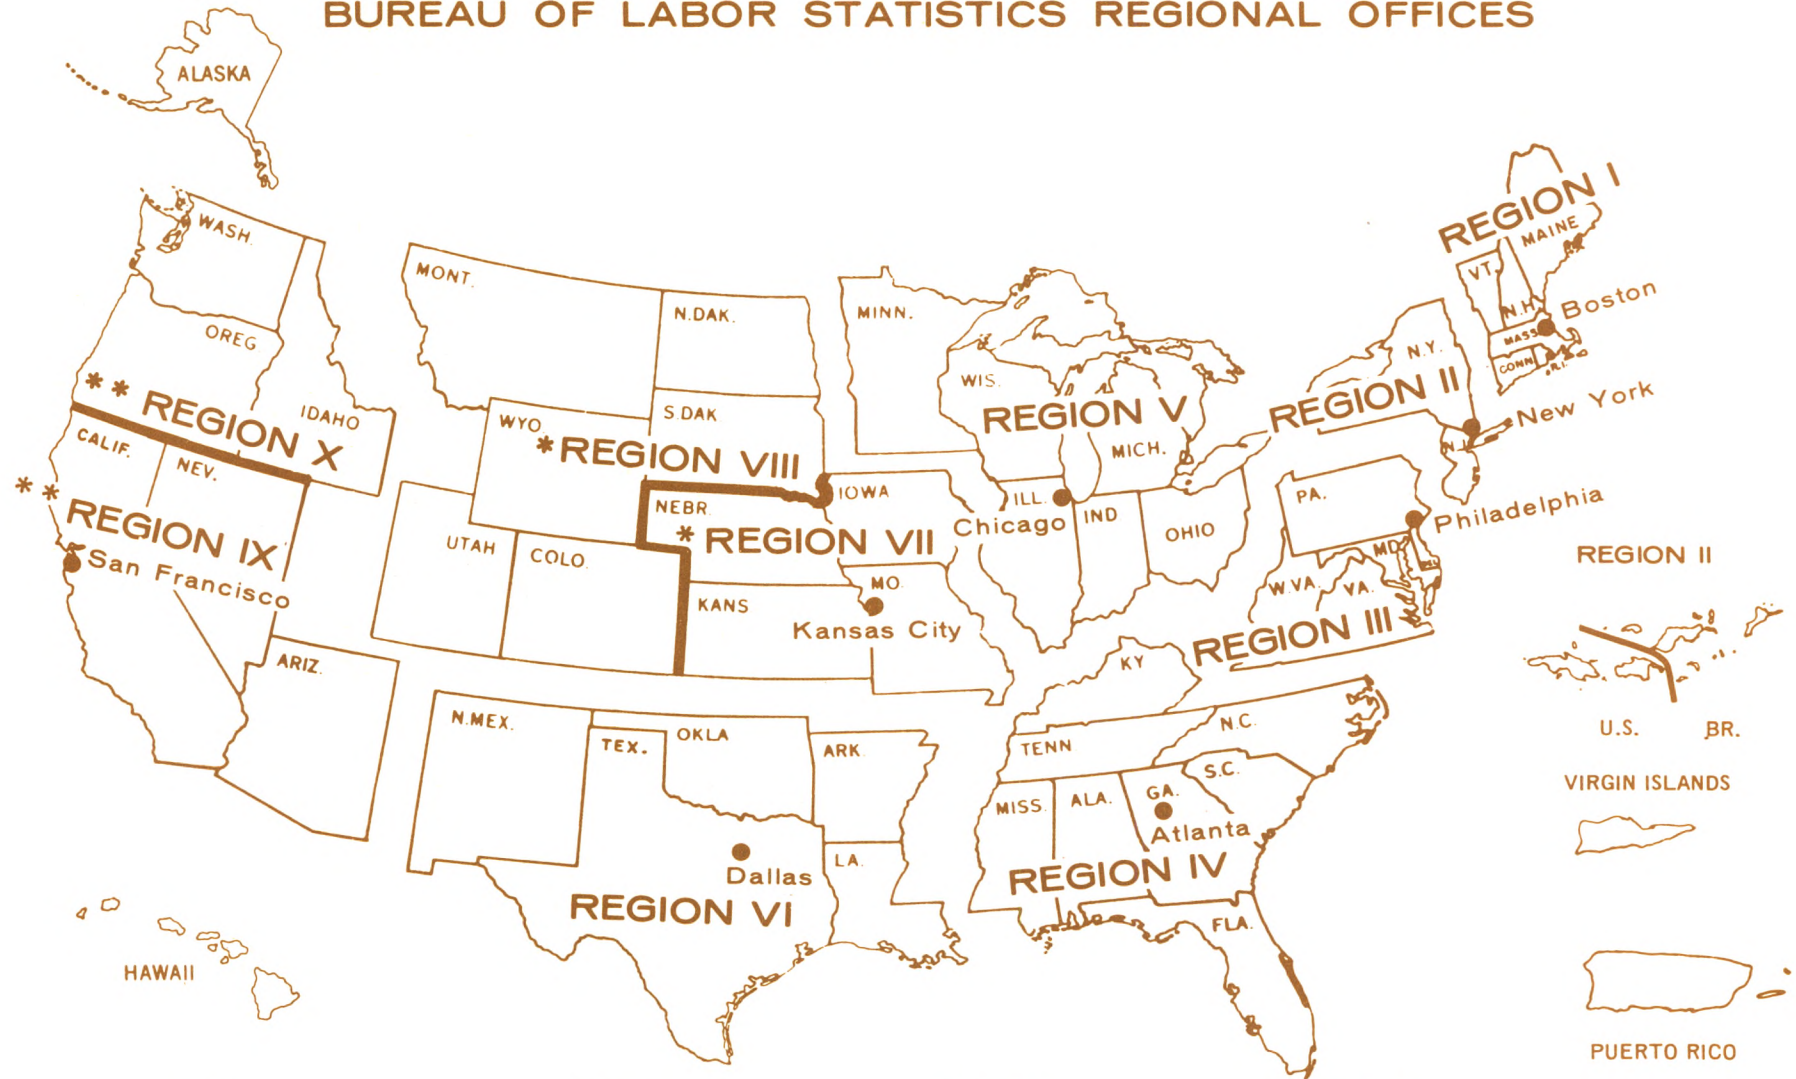 BUREAU OF LABOR STATISTICS REGIONAL OFFICES
ALASKA
WASH.
OREG
** REGION X
IDAHO
CALIF.
NEV.
** REGION IX
San Francisco
ARIZ.
HAWAII
MONT.
N.DAK.
S.DAK
WYO.
*REGION VIII
UTAH
COLO.
NEBR.
IOWA
* REGION VII
KANS
MO.
Kansas City
N.MEX.
TEX.
OKLA
ARK.
LA.
Dallas
REGION VI
MINN.
WIS.
REGION V
MICH.
ILL.
Chicago
IND
OHIO
KY
TENN
N.C.
S.C.
MISS.
ALA.
GA.
Atlanta
REGION IV
FLA.
REGION I
MAINE
VT.
N.H.
Boston
MASS
CONN
R.I.
N.Y.
REGION II
New York
N.J.
PA.
Philadelphia
MD.
W.VA.
VA.
REGION III
REGION II
U.S. BR.
VIRGIN ISLANDS
PUERTO RICO